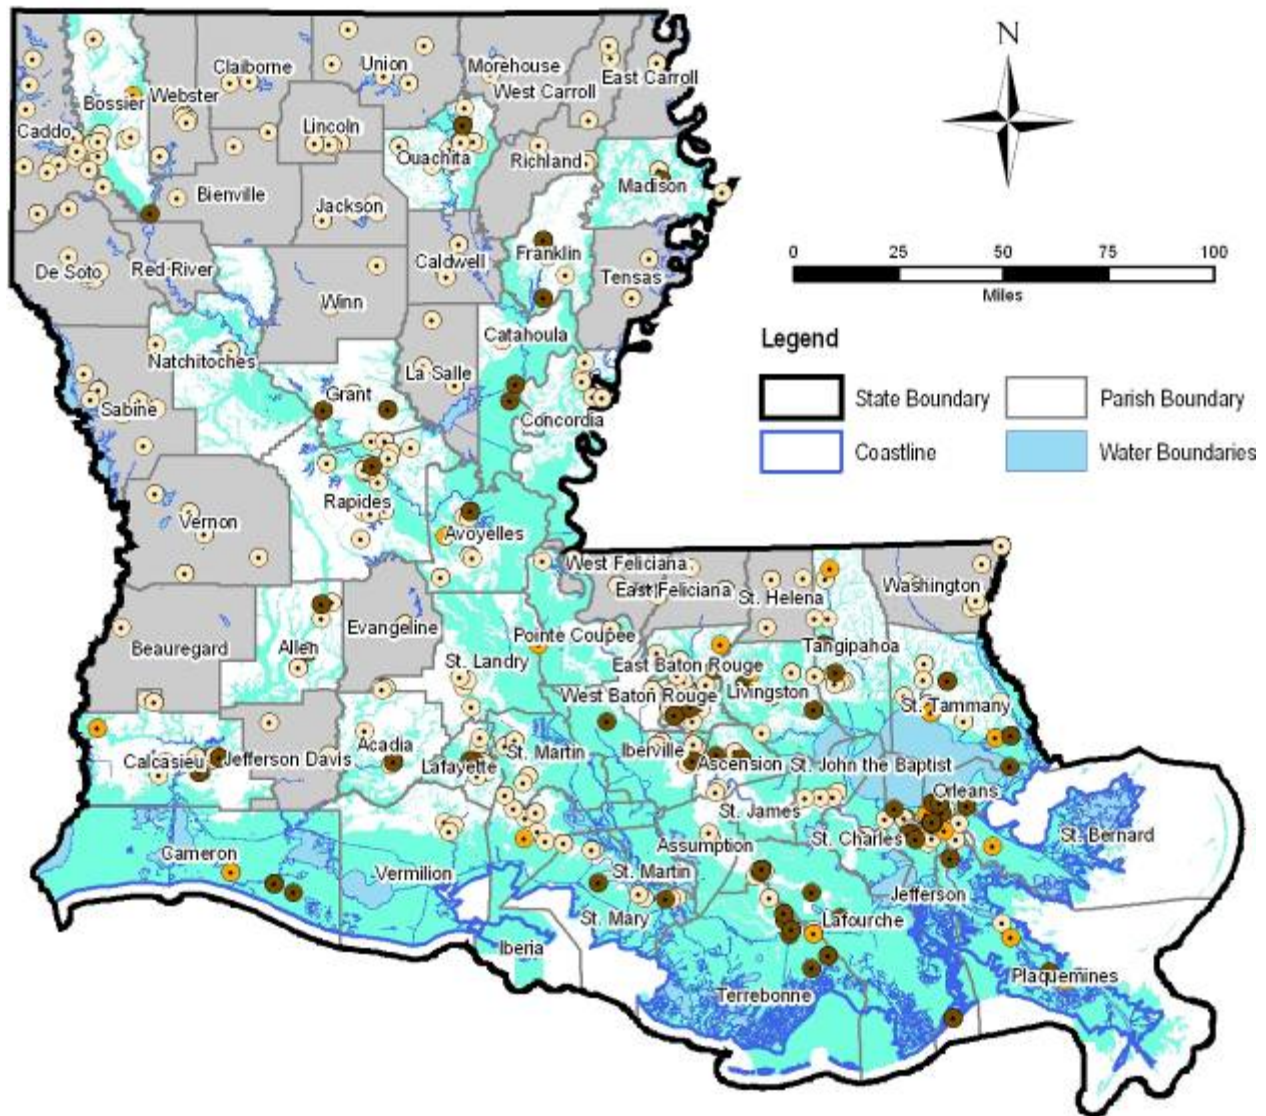 N
Claiborne
Union
Morehouse
East Carroll
West Carroll
Bossier
Webster
Caddo
Lincoln
Ouachita
Richland
Madison
Bienville
Jackson
De Soto
Red River
Caldwell
Franklin
Tensas
Winn
0 25 50 75 100
Miles
Natchitoches
Catahoula
Legend
La Salle
Grant
Sabine
Concordia
State Boundary
Parish Boundary
Coastline
Water Boundaries
Rapides
Vernon
Avoyelles
West Feliciana
East Feliciana
St. Helena
Washington
Beauregard
Evangeline
Allen
Pointe Coupee
Tangipahoa
St. Landry
East Baton Rouge
West Baton Rouge
Livingston
St. Tammany
Calcasieu
Jefferson Davis
Acadia
Lafayette
St. Martin
Iberville
Ascension
St. John the Baptist
Orleans
St. James
St. Charles
St. Bernard
Cameron
Vermilion
Assumption
St. Martin
Jefferson
St. Mary
Lafourche
Iberia
Terrebonne
Plaquemines